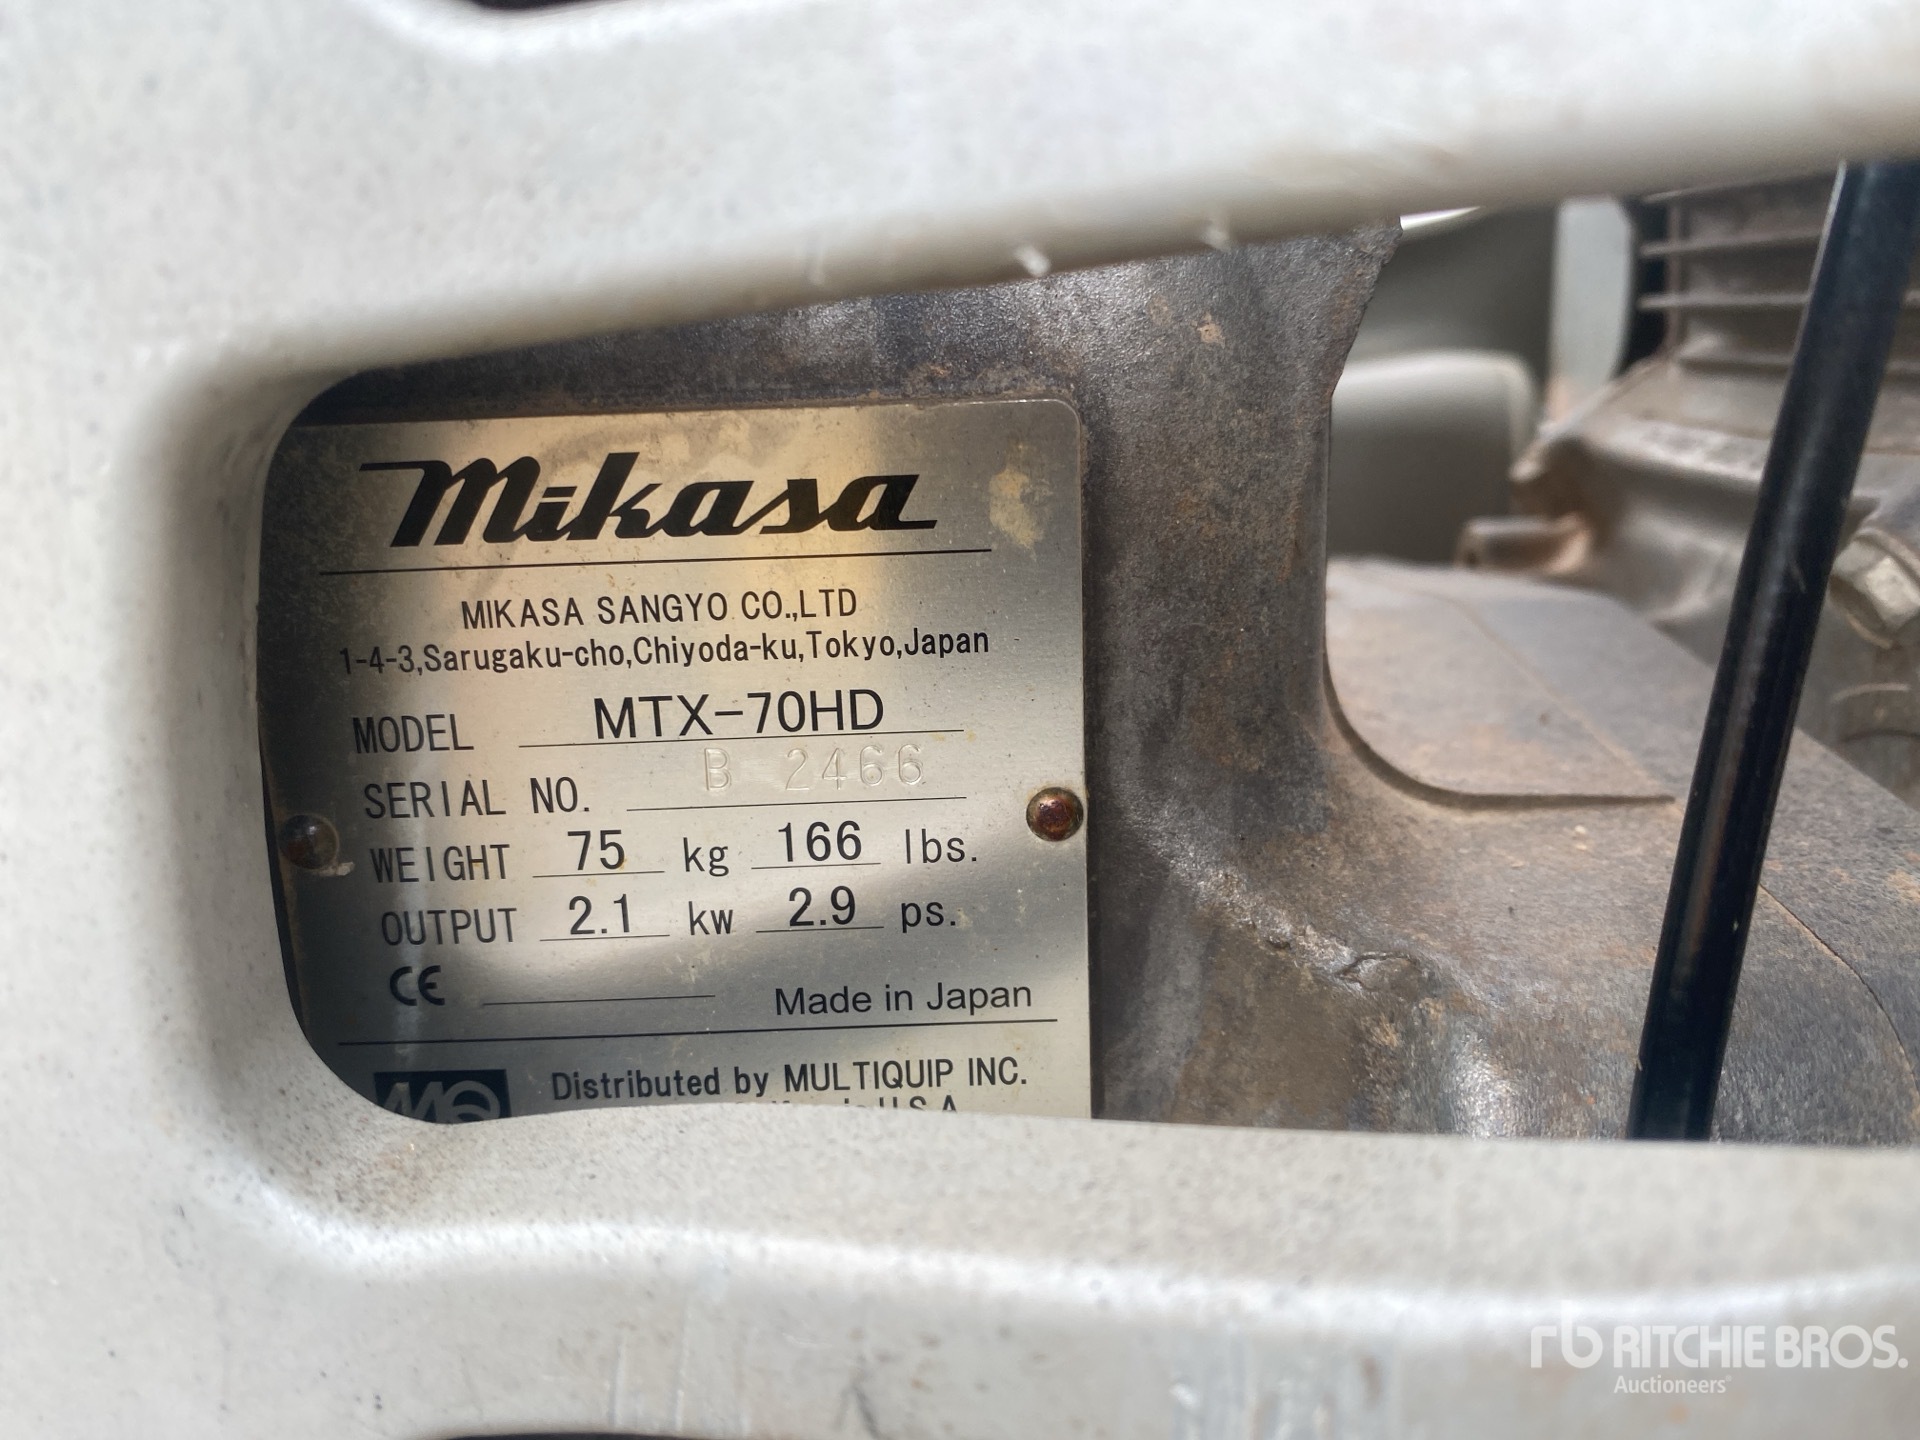 Mikasa
MIKASA SANGYO CO.,LTD
1-4-3,Sarugaku-cho,Chiyoda-ku,Tokyo,Japan
MODEL MTX-70HD
SERIAL NO. B 2466
WEIGHT 75 kg 166 lbs.
OUTPUT 2.1 kw 2.9 ps.
CE
Made in Japan
MQ Distributed by MULTIQUIP INC.
U.S.A
rb RITCHIE BROS.
Auctioneers